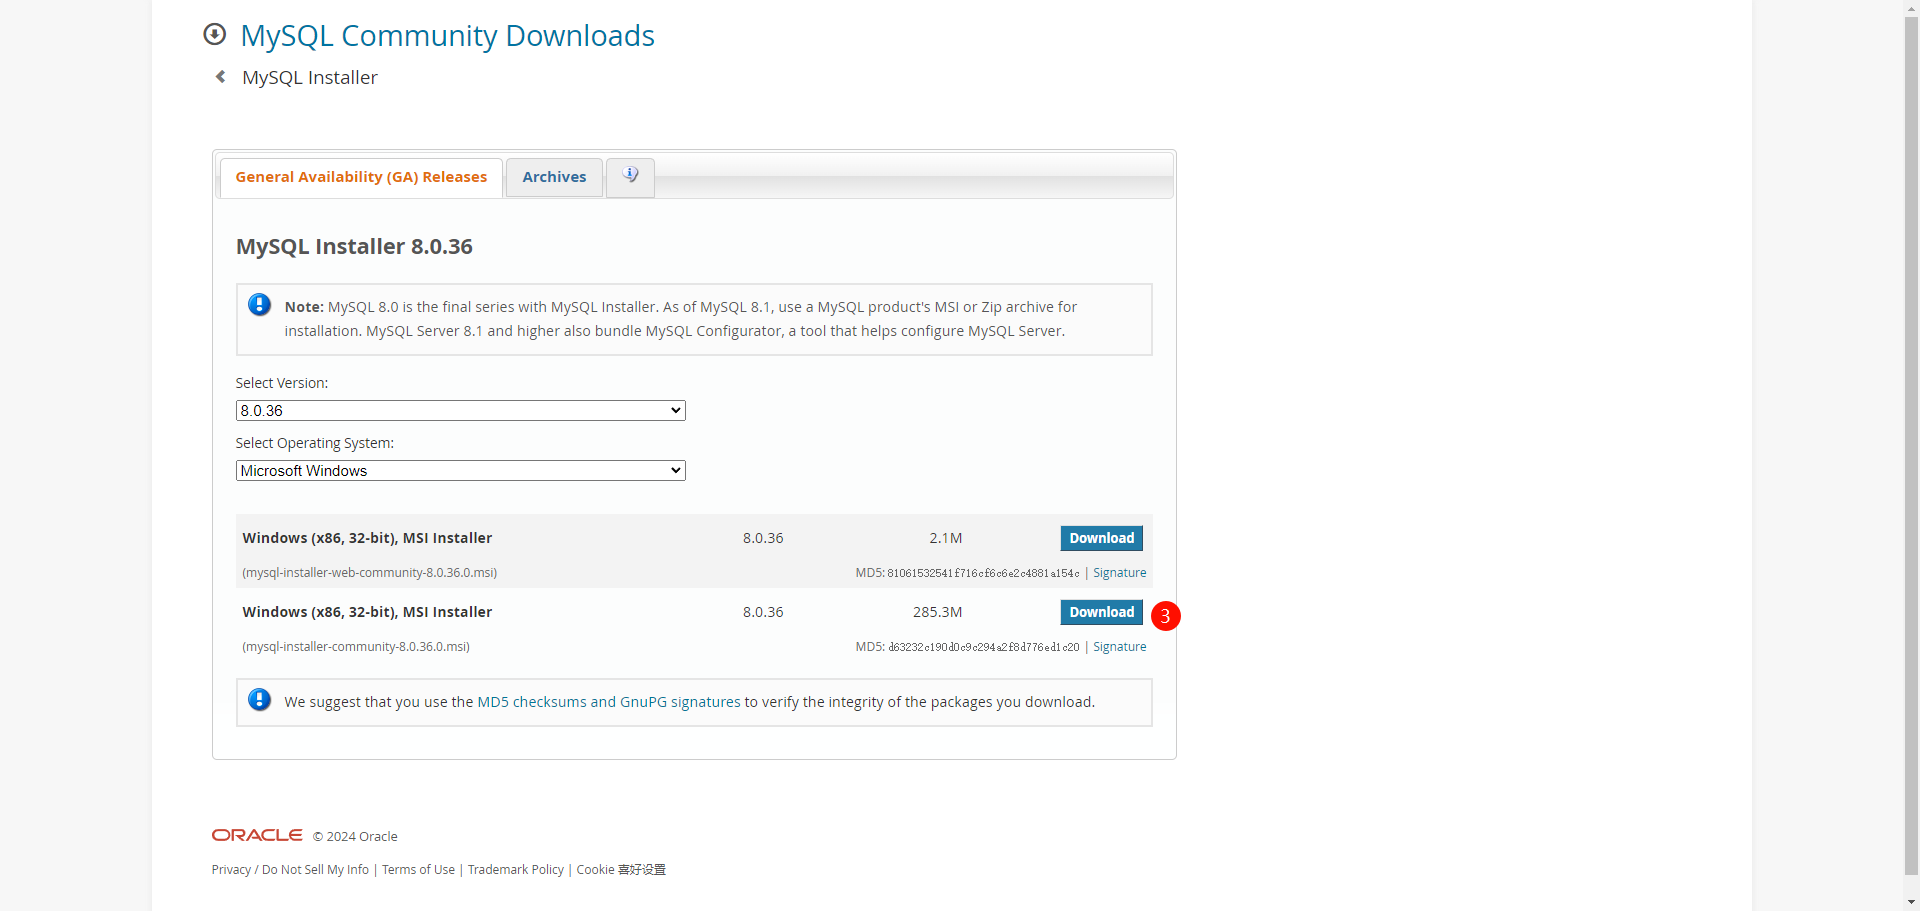 MySQL Community Downloads
MySQL Installer
General Availability (GA) Releases
Archives
MySQL Installer 8.0.36
Note: MySQL 8.0 is the final series with MySQL Installer. As of MySQL 8.1, use a MySQL product's MSI or Zip archive for
installation. MySQL Server 8.1 and higher also bundle MySQL Configurator, a tool that helps configure MySQL Server.
Select Version:
8.0.36
Select Operating System:
Microsoft Windows
Windows (x86, 32-bit), MSI Installer 8.0.36 2.1M Download
(mysql-installer-web-community-8.0.36.0.msi) MD5: 81061532541f716cf6c6e2c4881a154c | Signature
Windows (x86, 32-bit), MSI Installer 8.0.36 285.3M Download 3
(mysql-installer-community-8.0.36.0.msi) MD5: d63232c190d0c9c294a2f8d776ed1c20 | Signature
We suggest that you use the MD5 checksums and GnuPG signatures to verify the integrity of the packages you download.
ORACLE © 2024 Oracle
Privacy / Do Not Sell My Info | Terms of Use | Trademark Policy | Cookie 喜好设置